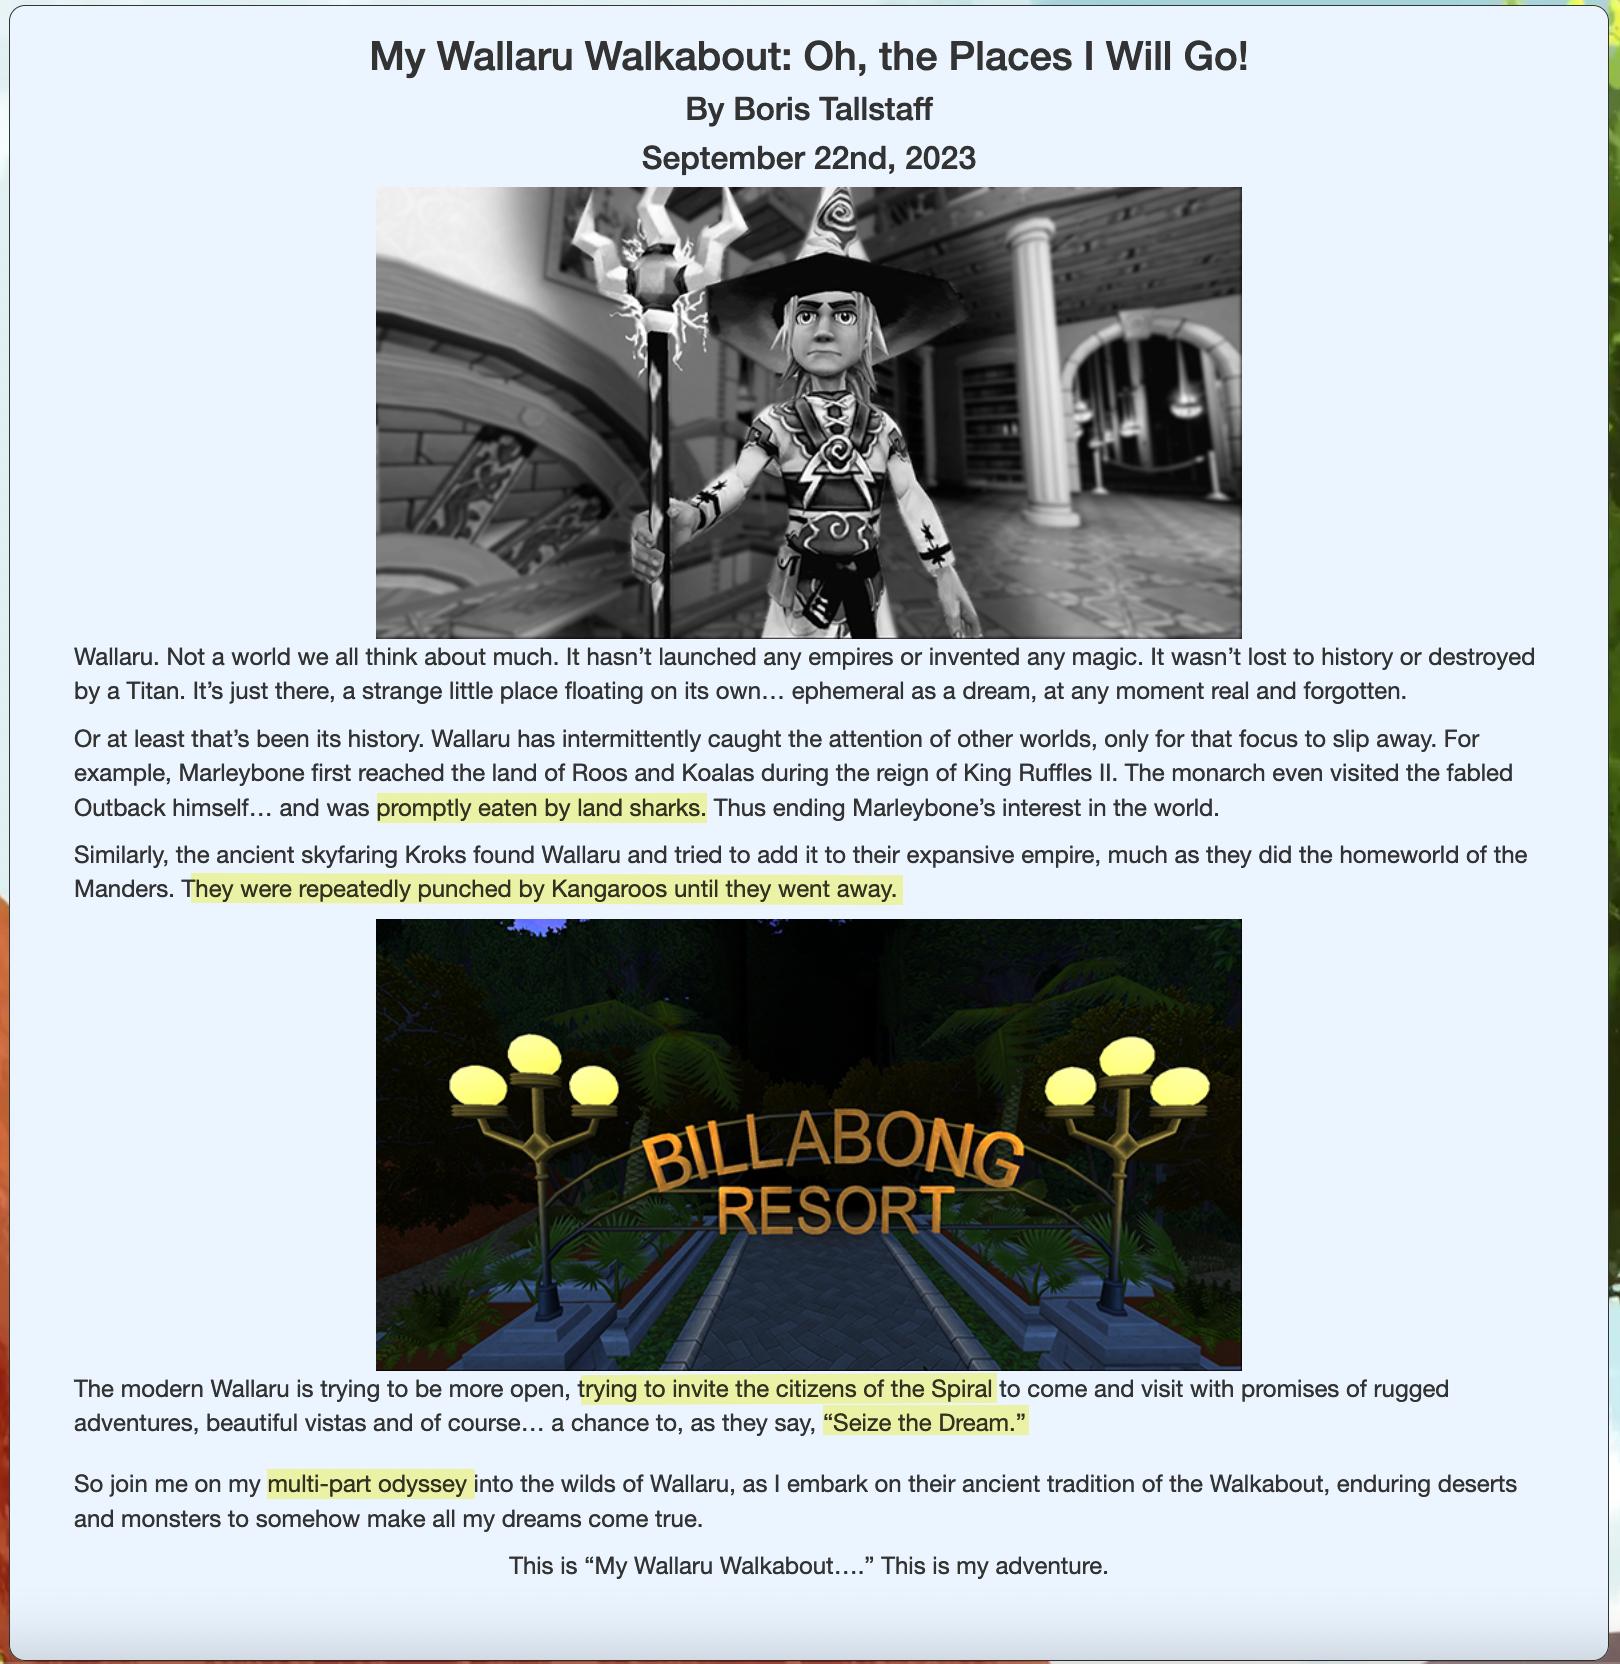 My Wallaru Walkabout: Oh, the Places I Will Go!
By Boris Tallstaff
September 22nd, 2023
Wallaru. Not a world we all think about much. It hasn’t launched any empires or invented any magic. It wasn’t lost to history or destroyed
by a Titan. It’s just there, a strange little place floating on its own… ephemeral as a dream, at any moment real and forgotten.
Or at least that’s been its history. Wallaru has intermittently caught the attention of other worlds, only for that focus to slip away. For
example, Marleybone first reached the land of Roos and Koalas during the reign of King Ruffles II. The monarch even visited the fabled
Outback himself… and was promptly eaten by land sharks. Thus ending Marleybone’s interest in the world.
Similarly, the ancient skyfaring Kroks found Wallaru and tried to add it to their expansive empire, much as they did the homeworld of the
Manders. They were repeatedly punched by Kangaroos until they went away.
BILLABONG
RESORT
The modern Wallaru is trying to be more open, trying to invite the citizens of the Spiral to come and visit with promises of rugged
adventures, beautiful vistas and of course… a chance to, as they say, “Seize the Dream.”
So join me on my multi-part odyssey into the wilds of Wallaru, as I embark on their ancient tradition of the Walkabout, enduring deserts
and monsters to somehow make all my dreams come true.
This is “My Wallaru Walkabout….” This is my adventure.